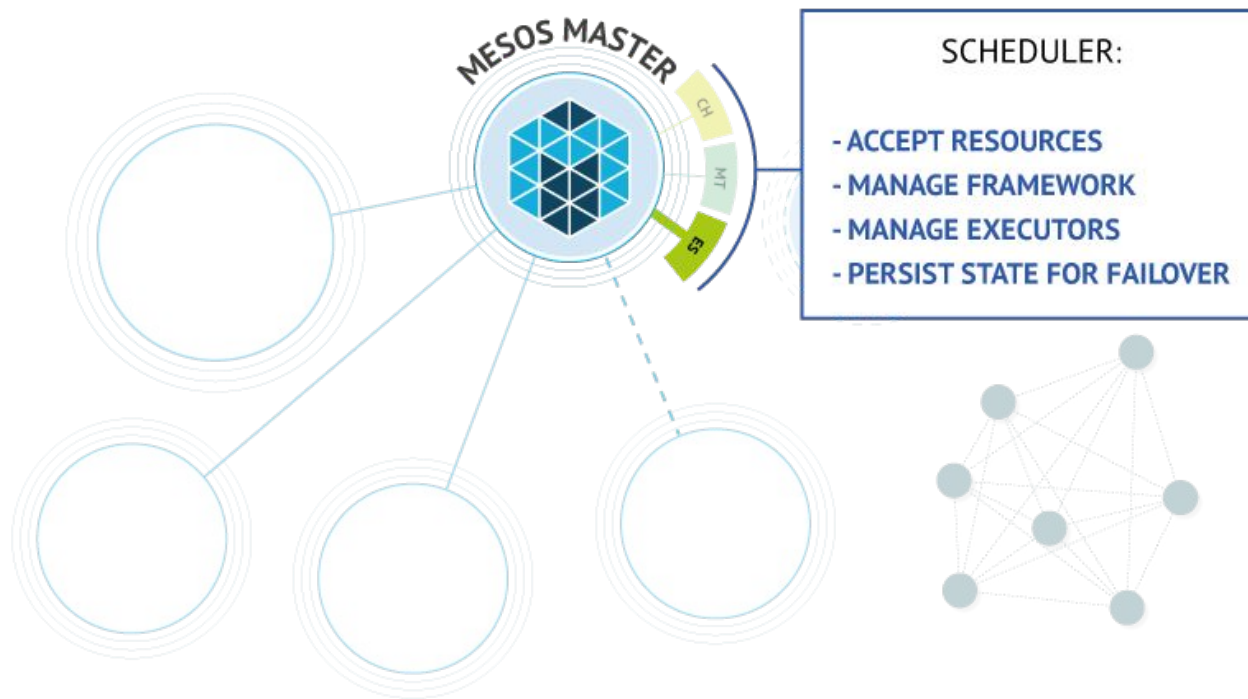 MESOS MASTER
CH
MT
ES
SCHEDULER:
- ACCEPT RESOURCES
- MANAGE FRAMEWORK
- MANAGE EXECUTORS
- PERSIST STATE FOR FAILOVER